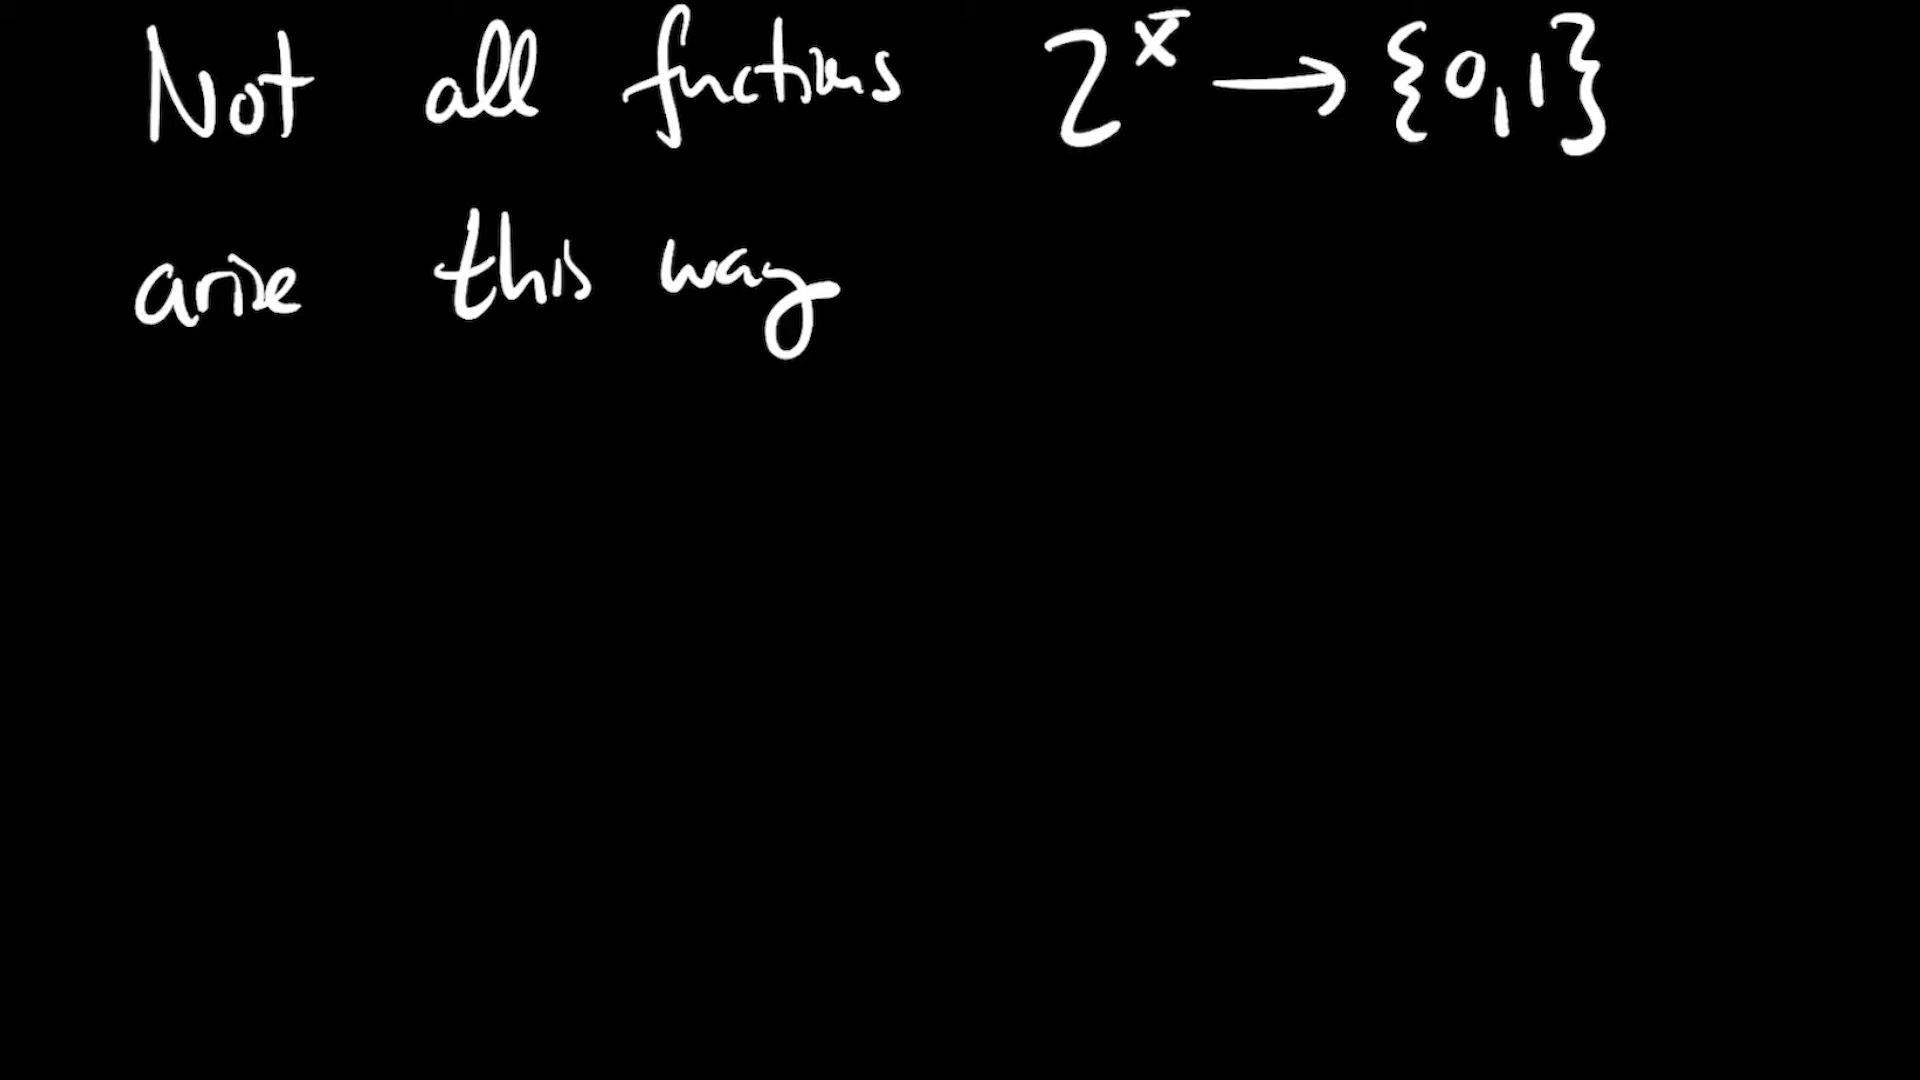 Not all functions 2^X → {0,1}
arise this way